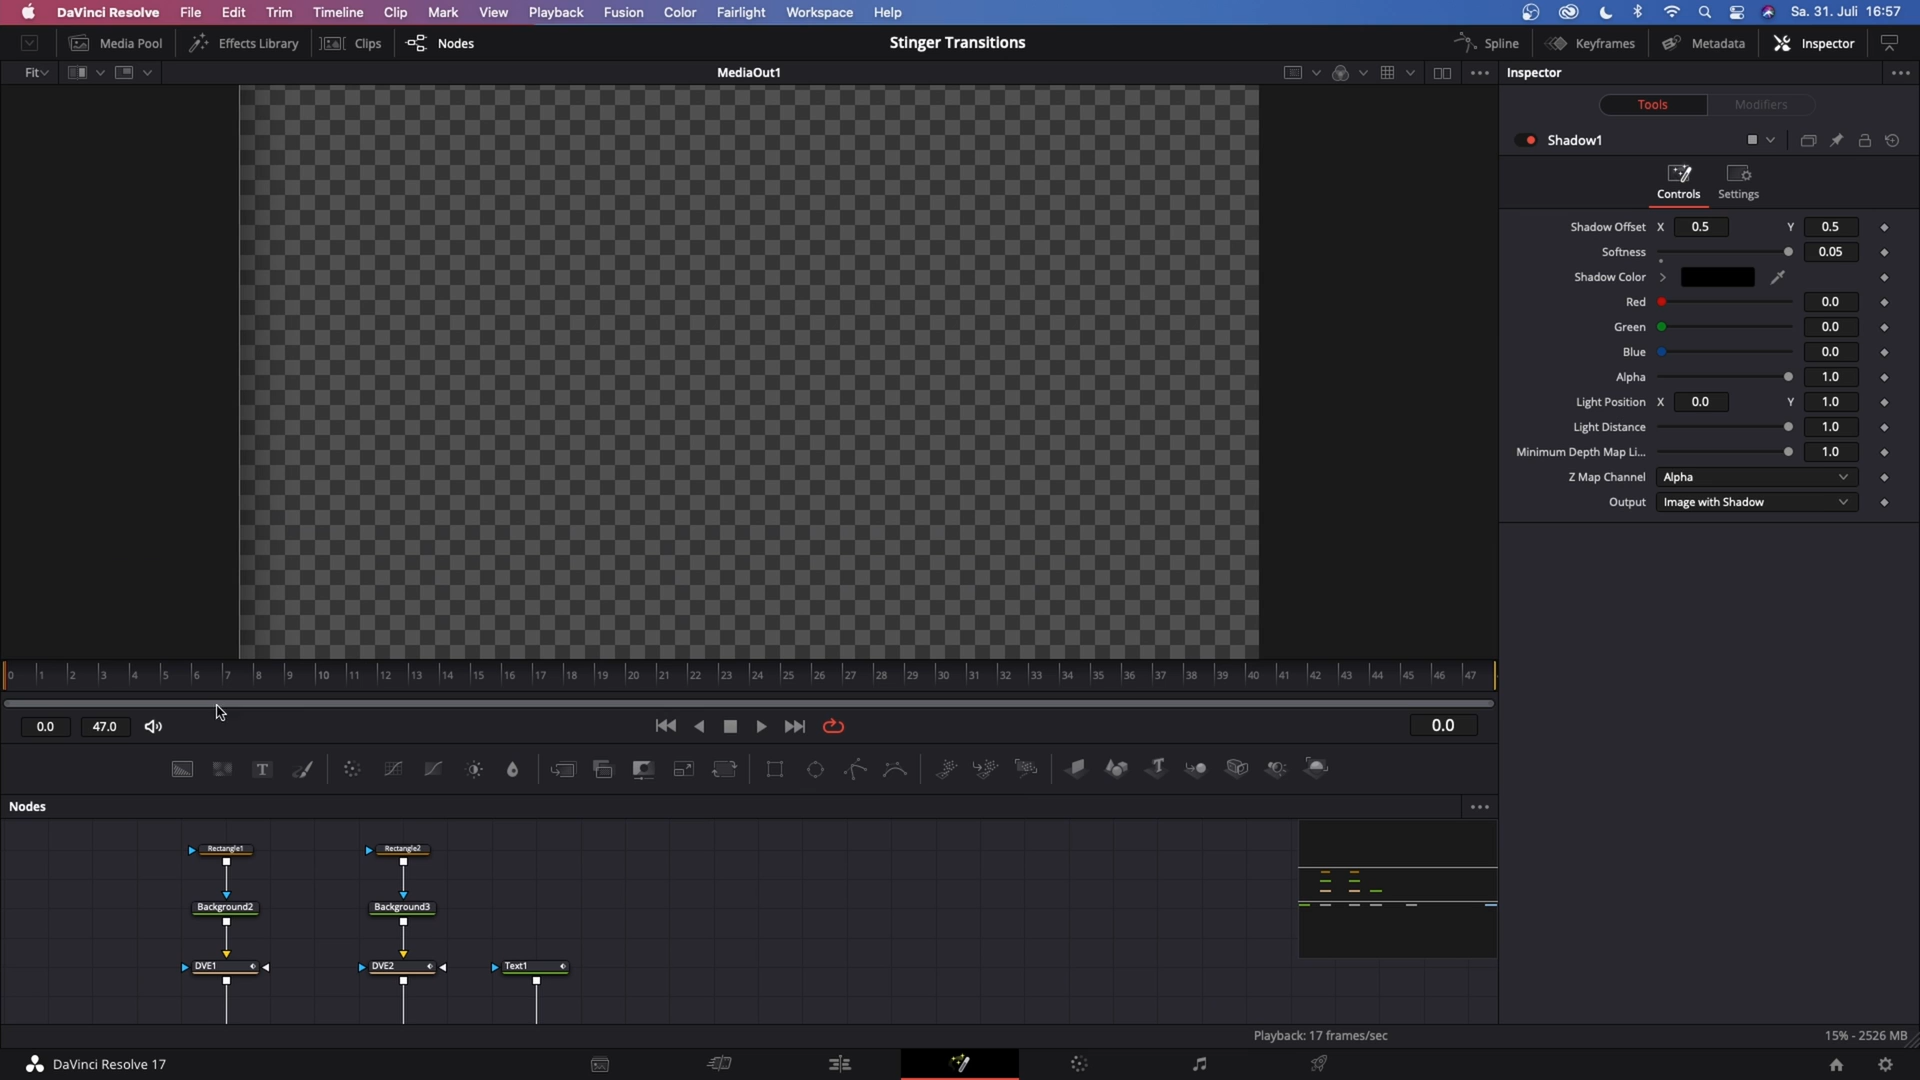 DaVinci Resolve File Edit Trim Timeline Clip Mark View Playback Fusion Color Fairlight Workspace Help Sa. 31. Juli 16:57
Media Pool Effects Library Clips Nodes Stinger Transitions Spline Keyframes Metadata Inspector
Fit MediaOut1 Inspector
Tools Modifiers
Shadow1
Controls Settings
Shadow Offset X 0.5 Y 0.5
Softness 0.05
Shadow Color
Red 0.0
Green 0.0
Blue 0.0
Alpha 1.0
Light Position X 0.0 Y 1.0
Light Distance 1.0
Minimum Depth Map Li... 1.0
Z Map Channel Alpha
Output Image with Shadow
0 1 2 3 4 5 6 7 8 9 10 11 12 13 14 15 16 17 18 19 20 21 22 23 24 25 26 27 28 29 30 31 32 33 34 35 36 37 38 39 40 41 42 43 44 45 46 47
0.0 47.0 0.0
T
Nodes
Rectangle1 Rectangle2
Background2 Background3
DVE1 DVE2 Text1
Playback: 17 frames/sec 15% - 2526 MB
DaVinci Resolve 17